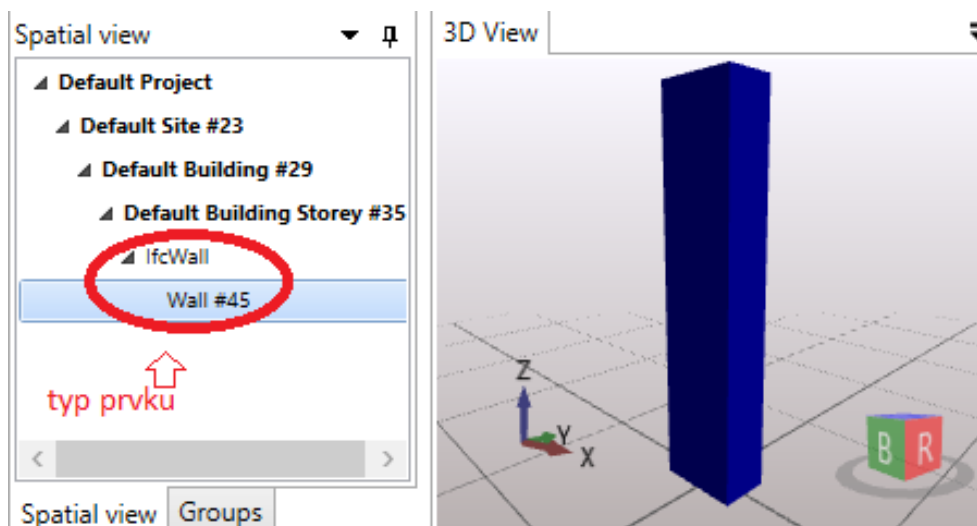 Spatial view
Default Project
Default Site #23
Default Building #29
Default Building Storey #35
IfcWall
Wall #45
typ prvku
Spatial view Groups
3D View
Z
Y
X
B R